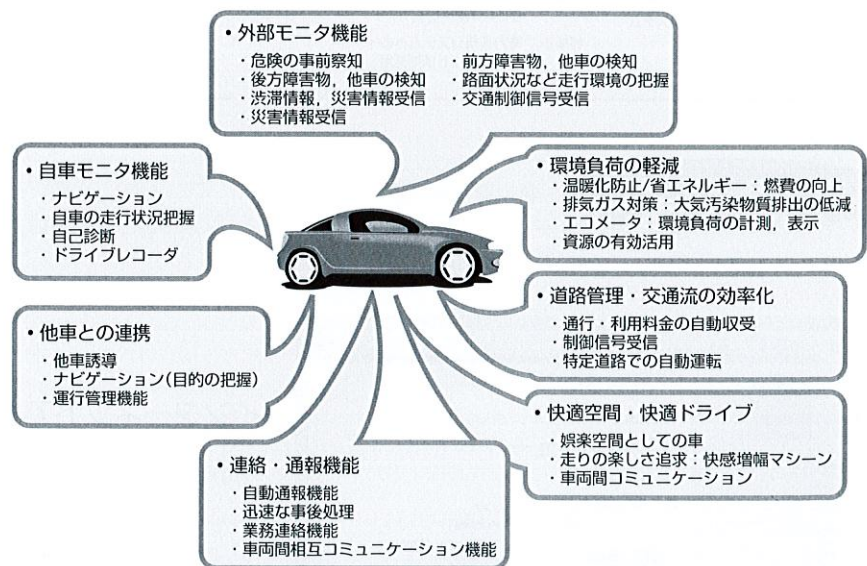 ・外部モニタ機能
・危険の事前察知
・後方障害物，他車の検知
・渋滞情報，災害情報受信
・災害情報受信
・前方障害物，他車の検知
・路面状況など走行環境の把握
・交通制御信号受信
・自車モニタ機能
・ナビゲーション
・自車の走行状況把握
・自己診断
・ドライブレコーダ
・環境負荷の軽減
・温暖化防止/省エネルギー：燃費の向上
・排気ガス対策：大気汚染物質排出の低減
・エコメータ：環境負荷の計測，表示
・資源の有効活用
・他車との連携
・他車誘導
・ナビゲーション(目的の把握)
・運行管理機能
・道路管理・交通流の効率化
・通行・利用料金の自動収受
・制御信号受信
・特定道路での自動運転
・連絡・通報機能
・自動通報機能
・迅速な事後処理
・業務連絡機能
・車両間相互コミュニケーション機能
・快適空間・快適ドライブ
・娯楽空間としての車
・走りの楽しさ追求：快感増幅マシーン
・車両間コミュニケーション